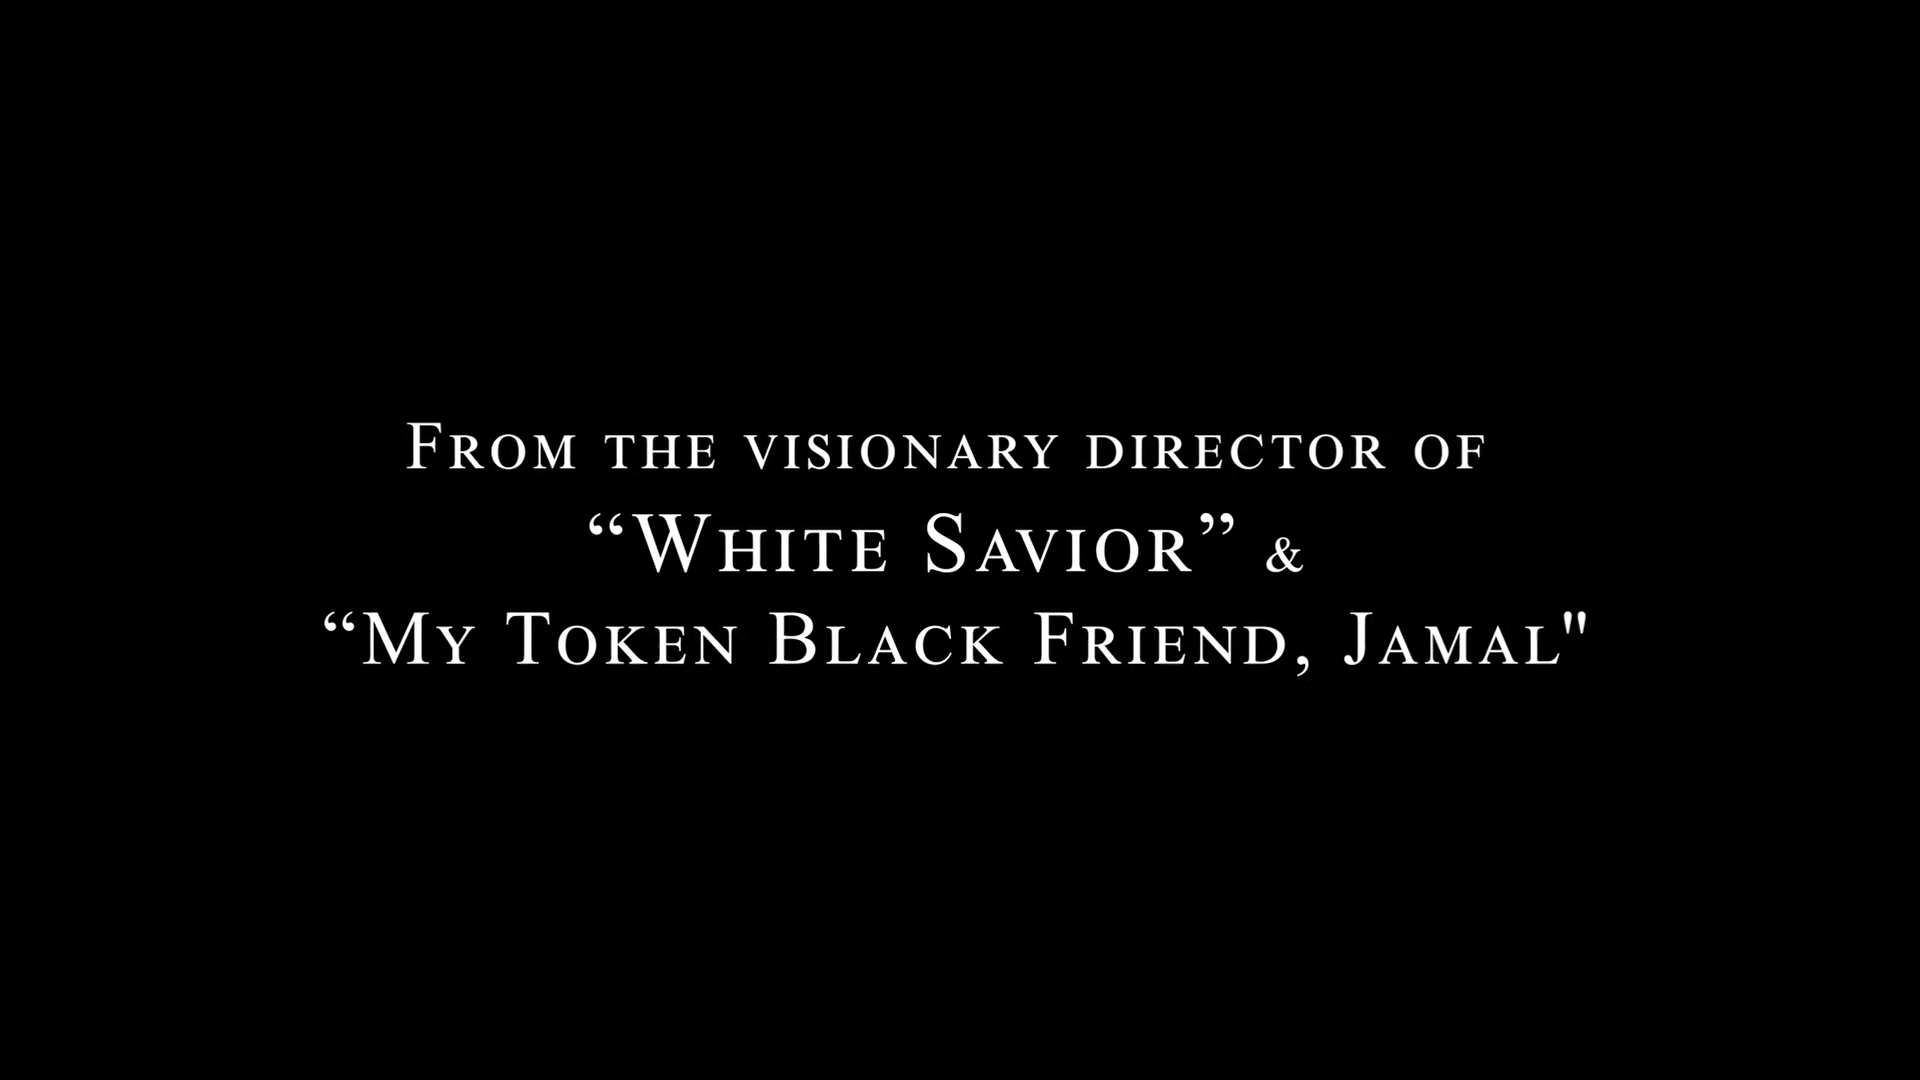 From the visionary director of
“White Savior” &
“My Token Black Friend, Jamal"